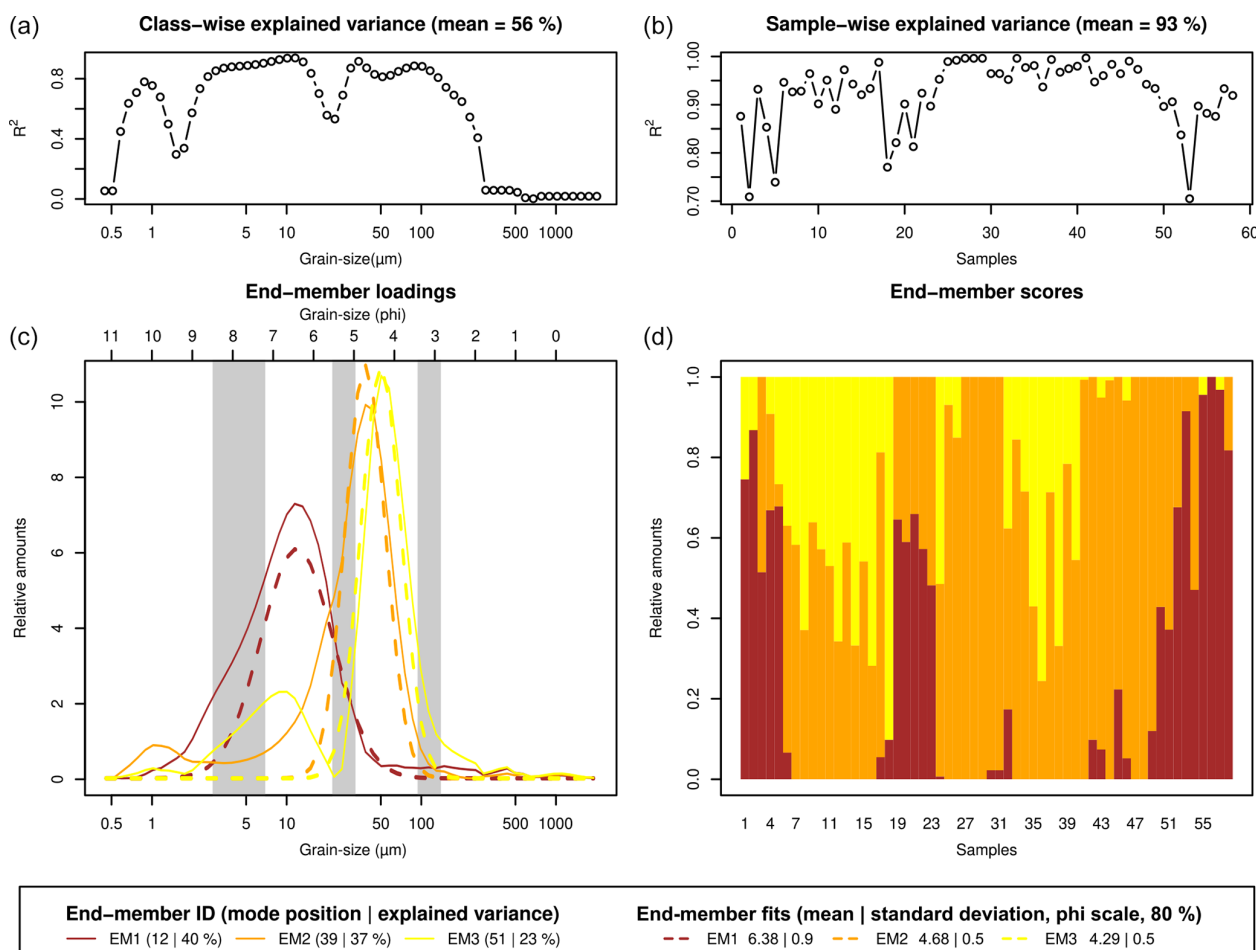 (a) Class−wise explained variance (mean = 56 %)
R2
0.0 0.4 0.8
0.5 1 5 10 50 100 500 1000
Grain-size(µm)
(b) Sample−wise explained variance (mean = 93 %)
R2
0.70 0.80 0.90 1.00
0 10 20 30 40 50 60
Samples
End−member loadings
Grain-size (phi)
(c) 11 10 9 8 7 6 5 4 3 2 1 0
Relative amounts
0 2 4 6 8 10
0.5 1 5 10 50 100 500 1000
Grain-size (µm)
End−member scores
(d)
Relative amounts
0.0 0.2 0.4 0.6 0.8 1.0
1 4 7 11 15 19 23 27 31 35 39 43 47 51 55
Samples
End−member ID (mode position | explained variance)
EM1 (12 | 40 %) EM2 (39 | 37 %) EM3 (51 | 23 %)
End−member fits (mean | standard deviation, phi scale, 80 %)
EM1 6.38 | 0.9 EM2 4.68 | 0.5 EM3 4.29 | 0.5